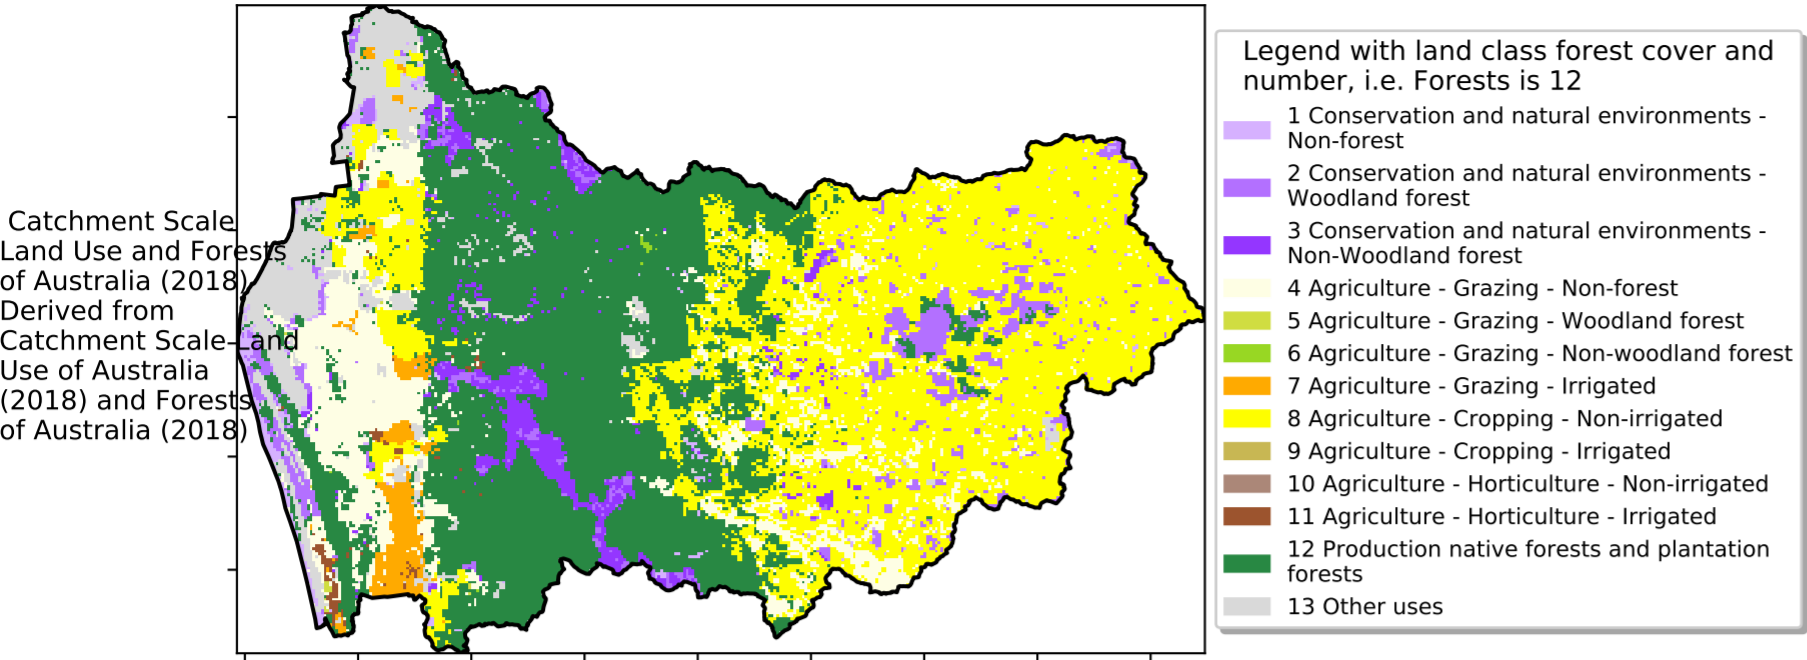 Catchment Scale
Land Use and Forests
of Australia (2018)
Derived from
Catchment Scale Land
Use of Australia
(2018) and Forests
of Australia (2018)
Legend with land class forest cover and
number, i.e. Forests is 12
1 Conservation and natural environments -
Non-forest
2 Conservation and natural environments -
Woodland forest
3 Conservation and natural environments -
Non-Woodland forest
4 Agriculture - Grazing - Non-forest
5 Agriculture - Grazing - Woodland forest
6 Agriculture - Grazing - Non-woodland forest
7 Agriculture - Grazing - Irrigated
8 Agriculture - Cropping - Non-irrigated
9 Agriculture - Cropping - Irrigated
10 Agriculture - Horticulture - Non-irrigated
11 Agriculture - Horticulture - Irrigated
12 Production native forests and plantation
forests
13 Other uses